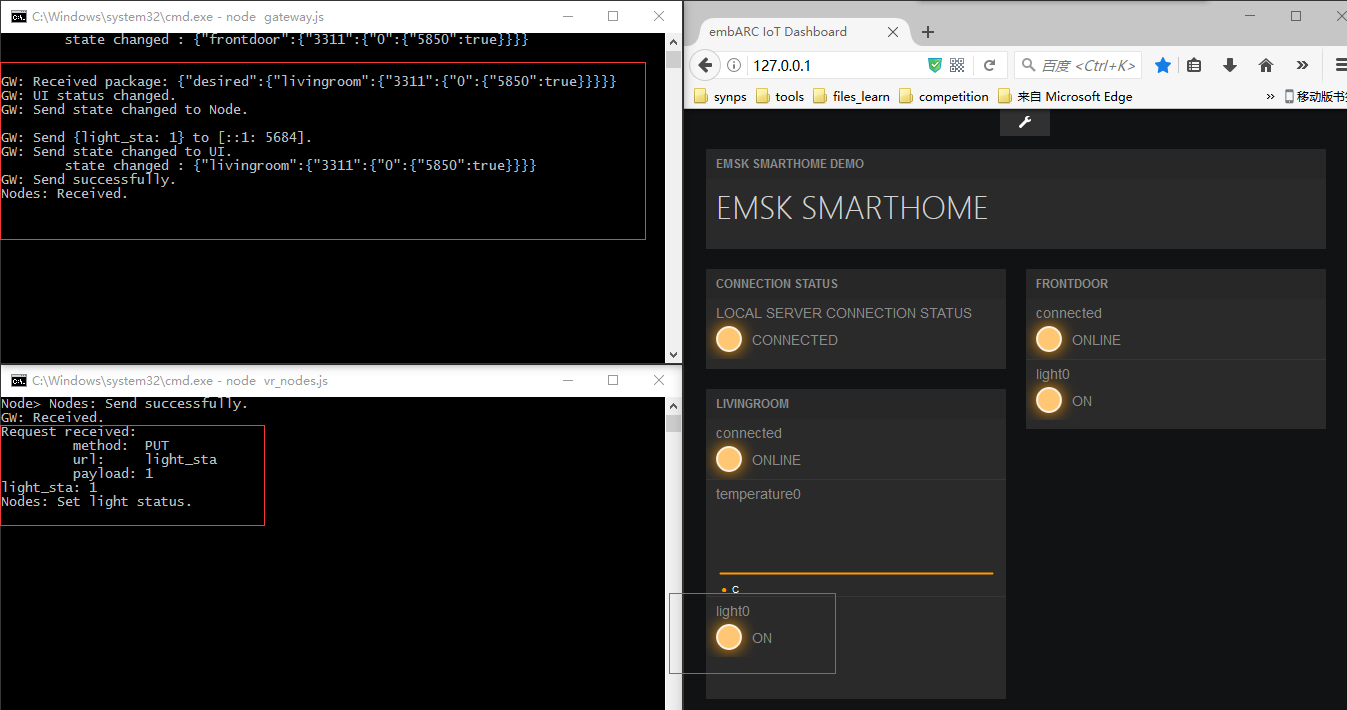 C:\Windows\system32\cmd.exe - node  gateway.js
state changed : {"frontdoor":{"3311":{"0":{"5850":true}}}}
GW: Received package: {"desired":{"livingroom":{"3311":{"0":{"5850":true}}}}}
GW: UI status changed.
GW: Send state changed to Node.
GW: Send {light_sta: 1} to [::1: 5684].
GW: Send state changed to UI.
state changed : {"livingroom":{"3311":{"0":{"5850":true}}}}
GW: Send successfully.
Nodes: Received.
C:\Windows\system32\cmd.exe - node  vr_nodes.js
Node> Nodes: Send successfully.
GW: Received.
Request received:
method:  PUT
url:     light_sta
payload: 1
light_sta: 1
Nodes: Set light status.
embARC IoT Dashboard
127.0.0.1
百度 <Ctrl+K>
synps tools files_learn competition 来自 Microsoft Edge » 移动版书
EMSK SMARTHOME DEMO
EMSK SMARTHOME
CONNECTION STATUS
LOCAL SERVER CONNECTION STATUS
CONNECTED
FRONTDOOR
connected
ONLINE
light0
ON
LIVINGROOM
connected
ONLINE
temperature0
C
light0
ON